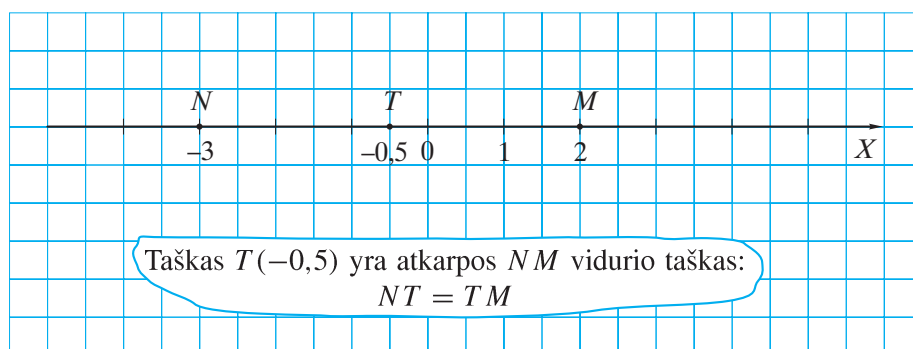 N T M
–3 –0,5 0 1 2 X
Taškas T(−0,5) yra atkarpos NM vidurio taškas:
NT = TM